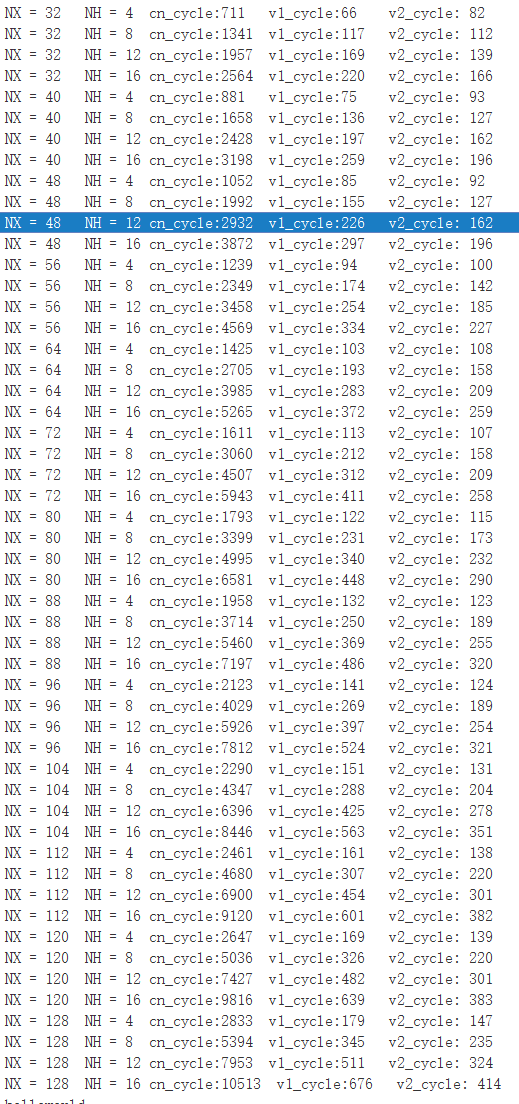 NX = 32 NH = 4 cn_cycle:711 v1_cycle:66 v2_cycle: 82
NX = 32 NH = 8 cn_cycle:1341 v1_cycle:117 v2_cycle: 112
NX = 32 NH = 12 cn_cycle:1957 v1_cycle:169 v2_cycle: 139
NX = 32 NH = 16 cn_cycle:2564 v1_cycle:220 v2_cycle: 166
NX = 40 NH = 4 cn_cycle:881 v1_cycle:75 v2_cycle: 93
NX = 40 NH = 8 cn_cycle:1658 v1_cycle:136 v2_cycle: 127
NX = 40 NH = 12 cn_cycle:2428 v1_cycle:197 v2_cycle: 162
NX = 40 NH = 16 cn_cycle:3198 v1_cycle:259 v2_cycle: 196
NX = 48 NH = 4 cn_cycle:1052 v1_cycle:85 v2_cycle: 92
NX = 48 NH = 8 cn_cycle:1992 v1_cycle:155 v2_cycle: 127
NX = 48 NH = 12 cn_cycle:2932 v1_cycle:226 v2_cycle: 162
NX = 48 NH = 16 cn_cycle:3872 v1_cycle:297 v2_cycle: 196
NX = 56 NH = 4 cn_cycle:1239 v1_cycle:94 v2_cycle: 100
NX = 56 NH = 8 cn_cycle:2349 v1_cycle:174 v2_cycle: 142
NX = 56 NH = 12 cn_cycle:3458 v1_cycle:254 v2_cycle: 185
NX = 56 NH = 16 cn_cycle:4569 v1_cycle:334 v2_cycle: 227
NX = 64 NH = 4 cn_cycle:1425 v1_cycle:103 v2_cycle: 108
NX = 64 NH = 8 cn_cycle:2705 v1_cycle:193 v2_cycle: 158
NX = 64 NH = 12 cn_cycle:3985 v1_cycle:283 v2_cycle: 209
NX = 64 NH = 16 cn_cycle:5265 v1_cycle:372 v2_cycle: 259
NX = 72 NH = 4 cn_cycle:1611 v1_cycle:113 v2_cycle: 107
NX = 72 NH = 8 cn_cycle:3060 v1_cycle:212 v2_cycle: 158
NX = 72 NH = 12 cn_cycle:4507 v1_cycle:312 v2_cycle: 209
NX = 72 NH = 16 cn_cycle:5943 v1_cycle:411 v2_cycle: 258
NX = 80 NH = 4 cn_cycle:1793 v1_cycle:122 v2_cycle: 115
NX = 80 NH = 8 cn_cycle:3399 v1_cycle:231 v2_cycle: 173
NX = 80 NH = 12 cn_cycle:4995 v1_cycle:340 v2_cycle: 232
NX = 80 NH = 16 cn_cycle:6581 v1_cycle:448 v2_cycle: 290
NX = 88 NH = 4 cn_cycle:1958 v1_cycle:132 v2_cycle: 123
NX = 88 NH = 8 cn_cycle:3714 v1_cycle:250 v2_cycle: 189
NX = 88 NH = 12 cn_cycle:5460 v1_cycle:369 v2_cycle: 255
NX = 88 NH = 16 cn_cycle:7197 v1_cycle:486 v2_cycle: 320
NX = 96 NH = 4 cn_cycle:2123 v1_cycle:141 v2_cycle: 124
NX = 96 NH = 8 cn_cycle:4029 v1_cycle:269 v2_cycle: 189
NX = 96 NH = 12 cn_cycle:5926 v1_cycle:397 v2_cycle: 254
NX = 96 NH = 16 cn_cycle:7812 v1_cycle:524 v2_cycle: 321
NX = 104 NH = 4 cn_cycle:2290 v1_cycle:151 v2_cycle: 131
NX = 104 NH = 8 cn_cycle:4347 v1_cycle:288 v2_cycle: 204
NX = 104 NH = 12 cn_cycle:6396 v1_cycle:425 v2_cycle: 278
NX = 104 NH = 16 cn_cycle:8446 v1_cycle:563 v2_cycle: 351
NX = 112 NH = 4 cn_cycle:2461 v1_cycle:161 v2_cycle: 138
NX = 112 NH = 8 cn_cycle:4680 v1_cycle:307 v2_cycle: 220
NX = 112 NH = 12 cn_cycle:6900 v1_cycle:454 v2_cycle: 301
NX = 112 NH = 16 cn_cycle:9120 v1_cycle:601 v2_cycle: 382
NX = 120 NH = 4 cn_cycle:2647 v1_cycle:169 v2_cycle: 139
NX = 120 NH = 8 cn_cycle:5036 v1_cycle:326 v2_cycle: 220
NX = 120 NH = 12 cn_cycle:7427 v1_cycle:482 v2_cycle: 301
NX = 120 NH = 16 cn_cycle:9816 v1_cycle:639 v2_cycle: 383
NX = 128 NH = 4 cn_cycle:2833 v1_cycle:179 v2_cycle: 147
NX = 128 NH = 8 cn_cycle:5394 v1_cycle:345 v2_cycle: 235
NX = 128 NH = 12 cn_cycle:7953 v1_cycle:511 v2_cycle: 324
NX = 128 NH = 16 cn_cycle:10513 v1_cycle:676 v2_cycle: 414